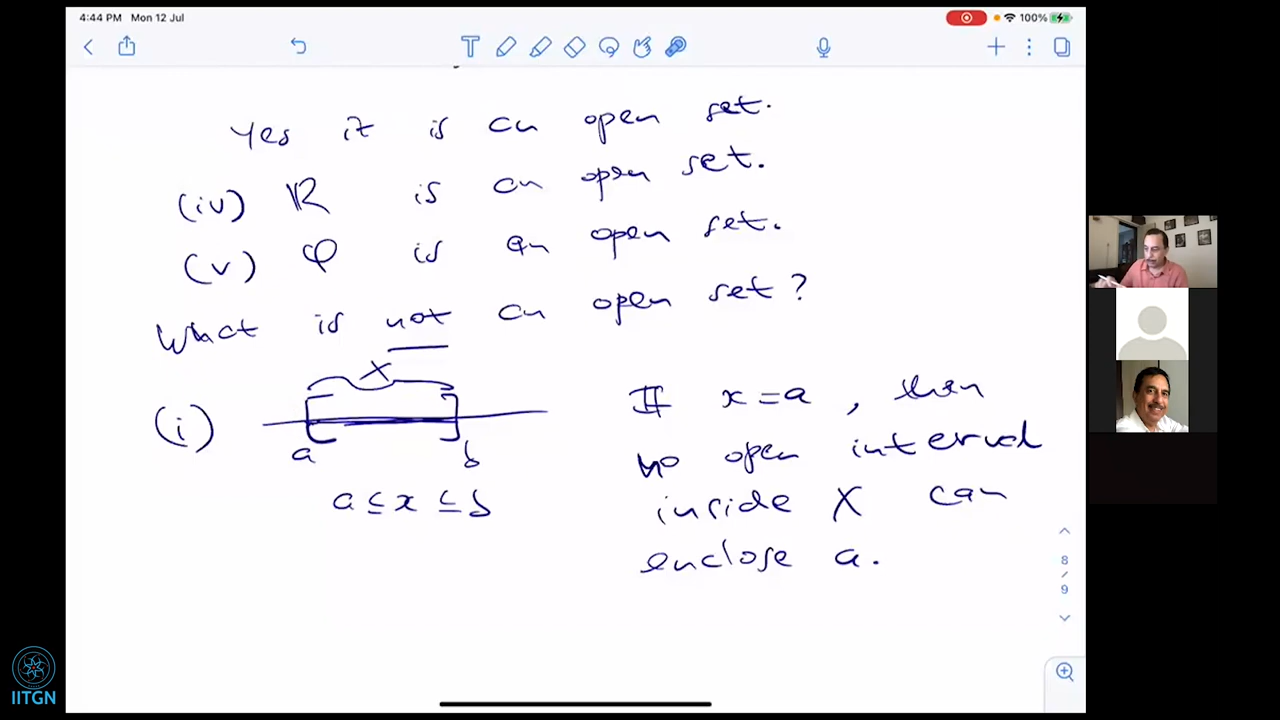 4:44 PM Mon 12 Jul
100%
Yes it is an open set.
(iv) ℝ is an open set.
(v) φ is an open set.
What is not an open set?
X
(i)
a b
a ≤ x ≤ b
If x = a, then
no open interval
inside X can
enclose a.
8
/
9
IITGN